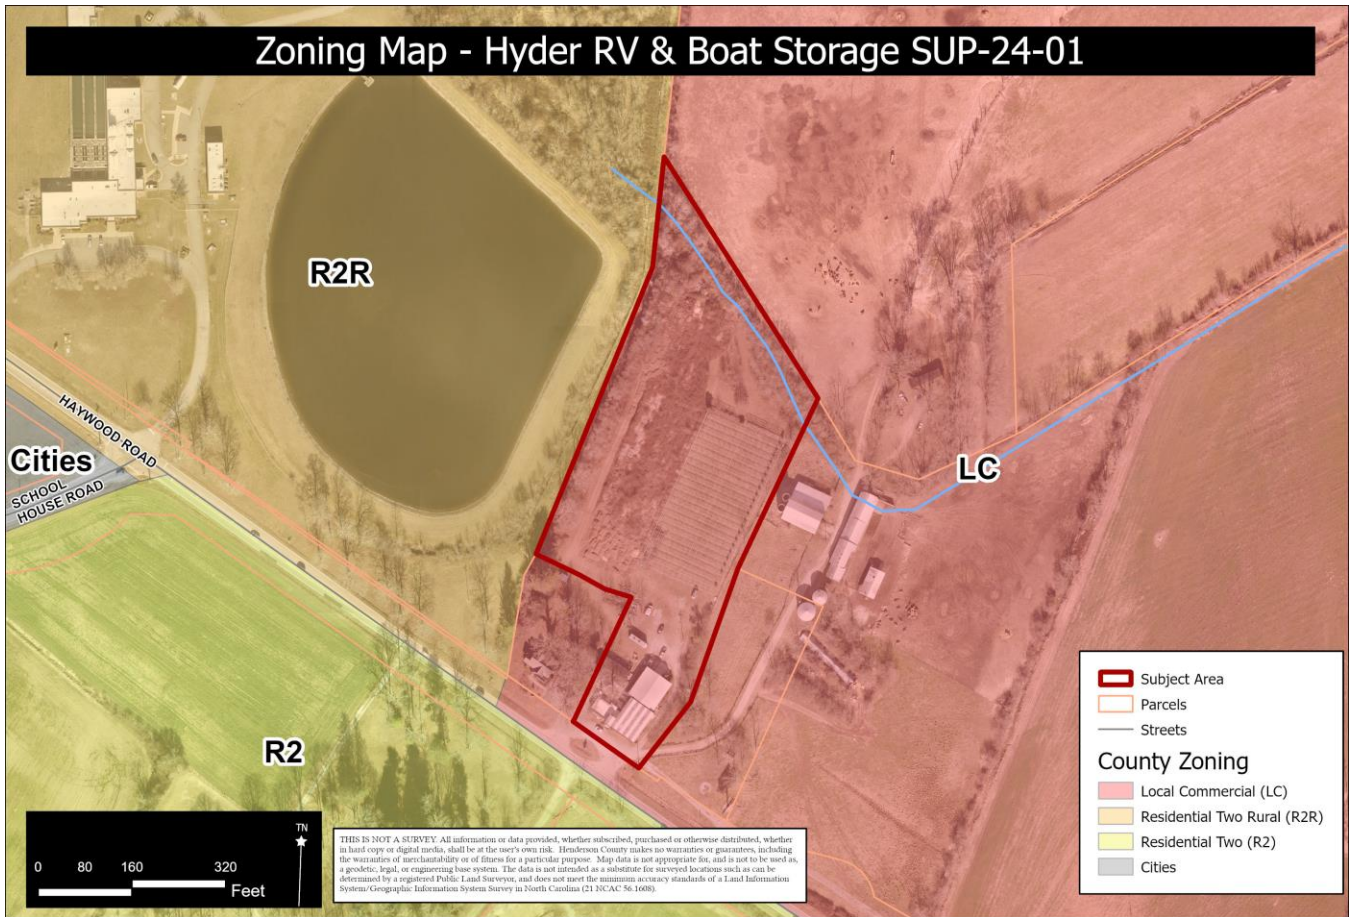 Zoning Map - Hyder RV & Boat Storage SUP-24-01
R2R
HAYWOOD ROAD
Cities
SCHOOL
HOUSE ROAD
LC
R2
Subject Area
Parcels
Streets
County Zoning
Local Commercial (LC)
Residential Two Rural (R2R)
Residential Two (R2)
Cities
TN
0 80 160 320
Feet
THIS IS NOT A SURVEY. All information or data provided, whether subscribed, purchased or otherwise distributed, whether
in hard copy or digital media, shall be at the user's own risk. Henderson County makes no warranties or guarantees, including
the warranties of merchantability or of fitness for a particular purpose. Map data is not appropriate for, and is not to be used as,
a geodetic, legal, or engineering base system. The data is not intended as a substitute for surveyed locations such as can be
determined by a registered Public Land Surveyor, and does not meet the minimum accuracy standards of a Land Information
System/Geographic Information System Survey in North Carolina (21 NCAC 56.1608).